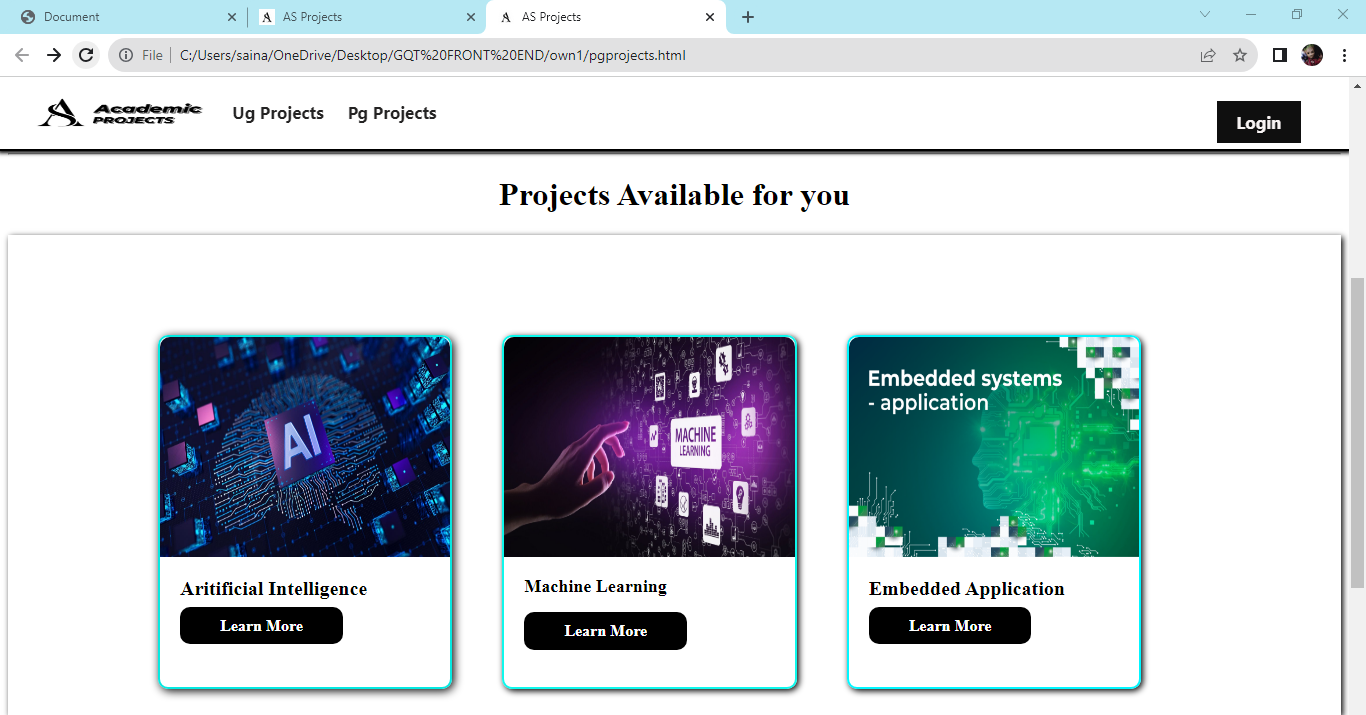 Document
AS Projects
AS Projects
File
C:/Users/saina/OneDrive/Desktop/GQT%20FRONT%20END/own1/pgprojects.html
Academic
PROJECTS
Ug Projects
Pg Projects
Login
Projects Available for you
AI
MACHINE
LEARNING
Embedded systems
- application
Aritificial Intelligence
Learn More
Machine Learning
Learn More
Embedded Application
Learn More